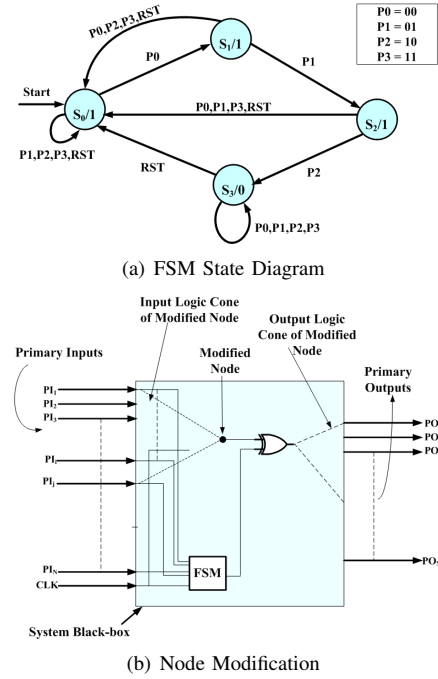 P0,P2,P3,RST
S1/1
P0 = 00
P1 = 01
P2 = 10
P3 = 11
P0
P1
Start
S0/1
P0,P1,P3,RST
S2/1
P1,P2,P3,RST
RST
P2
S3/0
P0,P1,P2,P3
(a) FSM State Diagram
Input Logic Cone
of Modified Node
Output Logic
Cone of Modified
Node
Primary Inputs
Modified
Node
Primary
Outputs
PI1
PI2
PI3
PIi
PIj
PIN
CLK
FSM
PO
PO
PO
System Black-box
(b) Node Modification